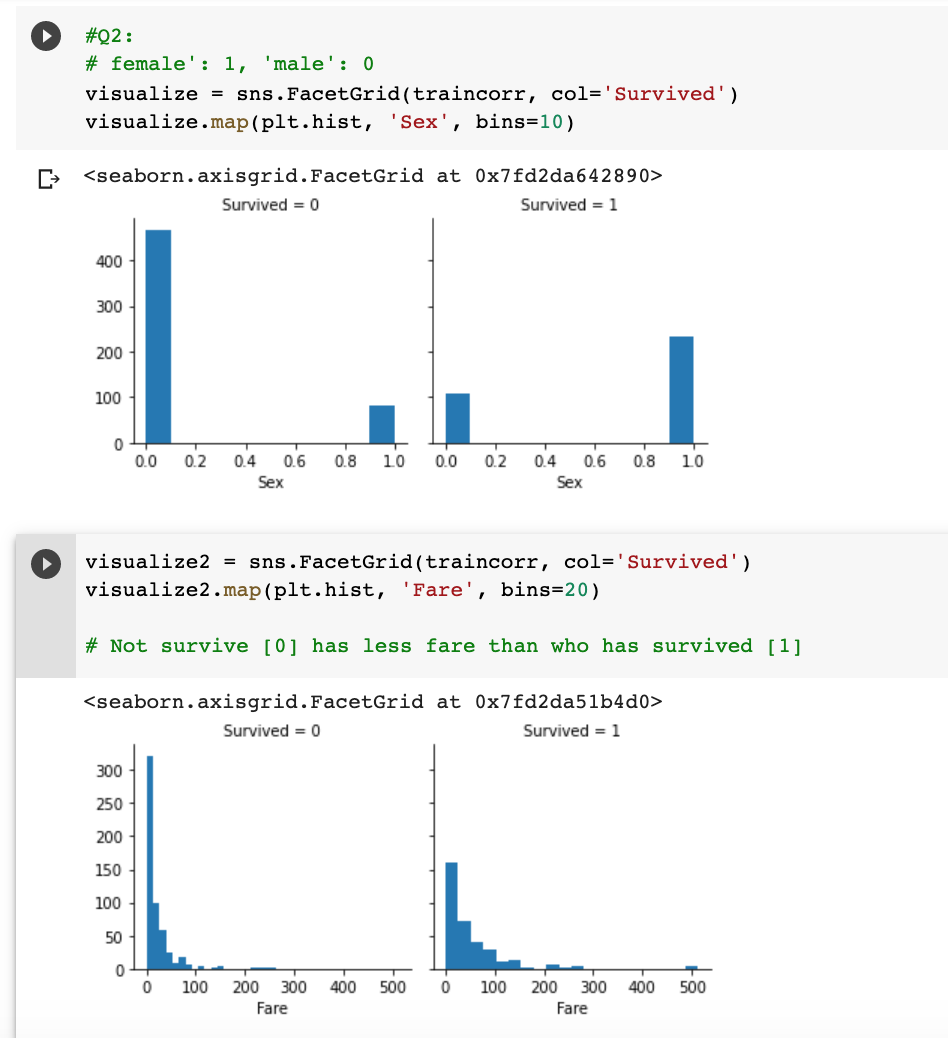 #Q2:
# female': 1, 'male': 0
visualize = sns.FacetGrid(traincorr, col='Survived')
visualize.map(plt.hist, 'Sex', bins=10)
<seaborn.axisgrid.FacetGrid at 0x7fd2da642890>
Survived = 0 Survived = 1
400
300
200
100
0
0.0 0.2 0.4 0.6 0.8 1.0 0.0 0.2 0.4 0.6 0.8 1.0
Sex Sex
visualize2 = sns.FacetGrid(traincorr, col='Survived')
visualize2.map(plt.hist, 'Fare', bins=20)
# Not survive [0] has less fare than who has survived [1]
<seaborn.axisgrid.FacetGrid at 0x7fd2da51b4d0>
Survived = 0 Survived = 1
300
250
200
150
100
50
0
0 100 200 300 400 500 0 100 200 300 400 500
Fare Fare